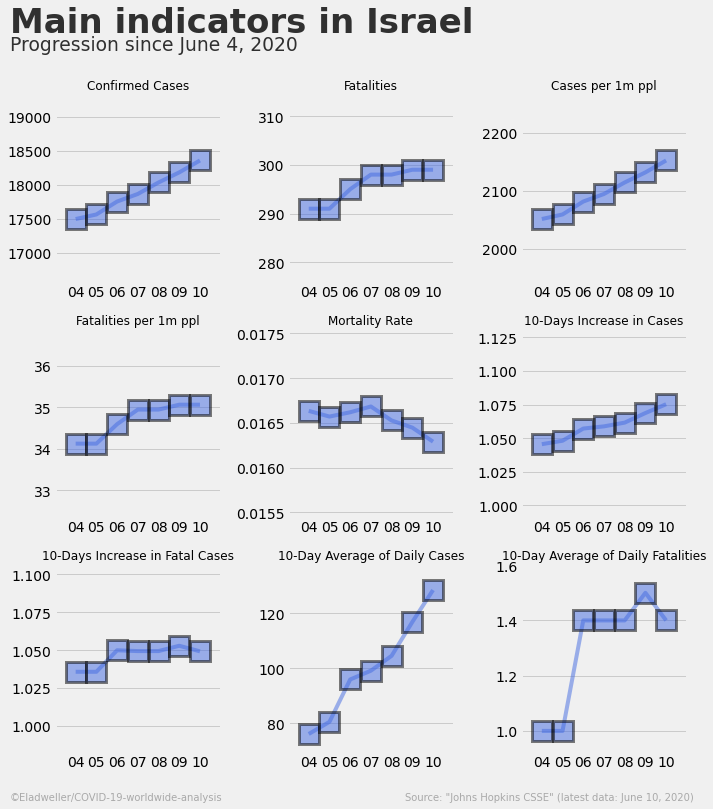 Main indicators in Israel
Progression since June 4, 2020
Confirmed Cases
19000
18500
18000
17500
17000
04 05 06 07 08 09 10
Fatalities
310
300
290
280
04 05 06 07 08 09 10
Cases per 1m ppl
2200
2100
2000
04 05 06 07 08 09 10
Fatalities per 1m ppl
36
35
34
33
04 05 06 07 08 09 10
Mortality Rate
0.0175
0.0170
0.0165
0.0160
0.0155
04 05 06 07 08 09 10
10-Days Increase in Cases
1.125
1.100
1.075
1.050
1.025
1.000
04 05 06 07 08 09 10
10-Days Increase in Fatal Cases
1.100
1.075
1.050
1.025
1.000
04 05 06 07 08 09 10
10-Day Average of Daily Cases
120
100
80
04 05 06 07 08 09 10
10-Day Average of Daily Fatalities
1.6
1.4
1.2
1.0
04 05 06 07 08 09 10
©Eladweller/COVID-19-worldwide-analysis
Source: "Johns Hopkins CSSE" (latest data: June 10, 2020)